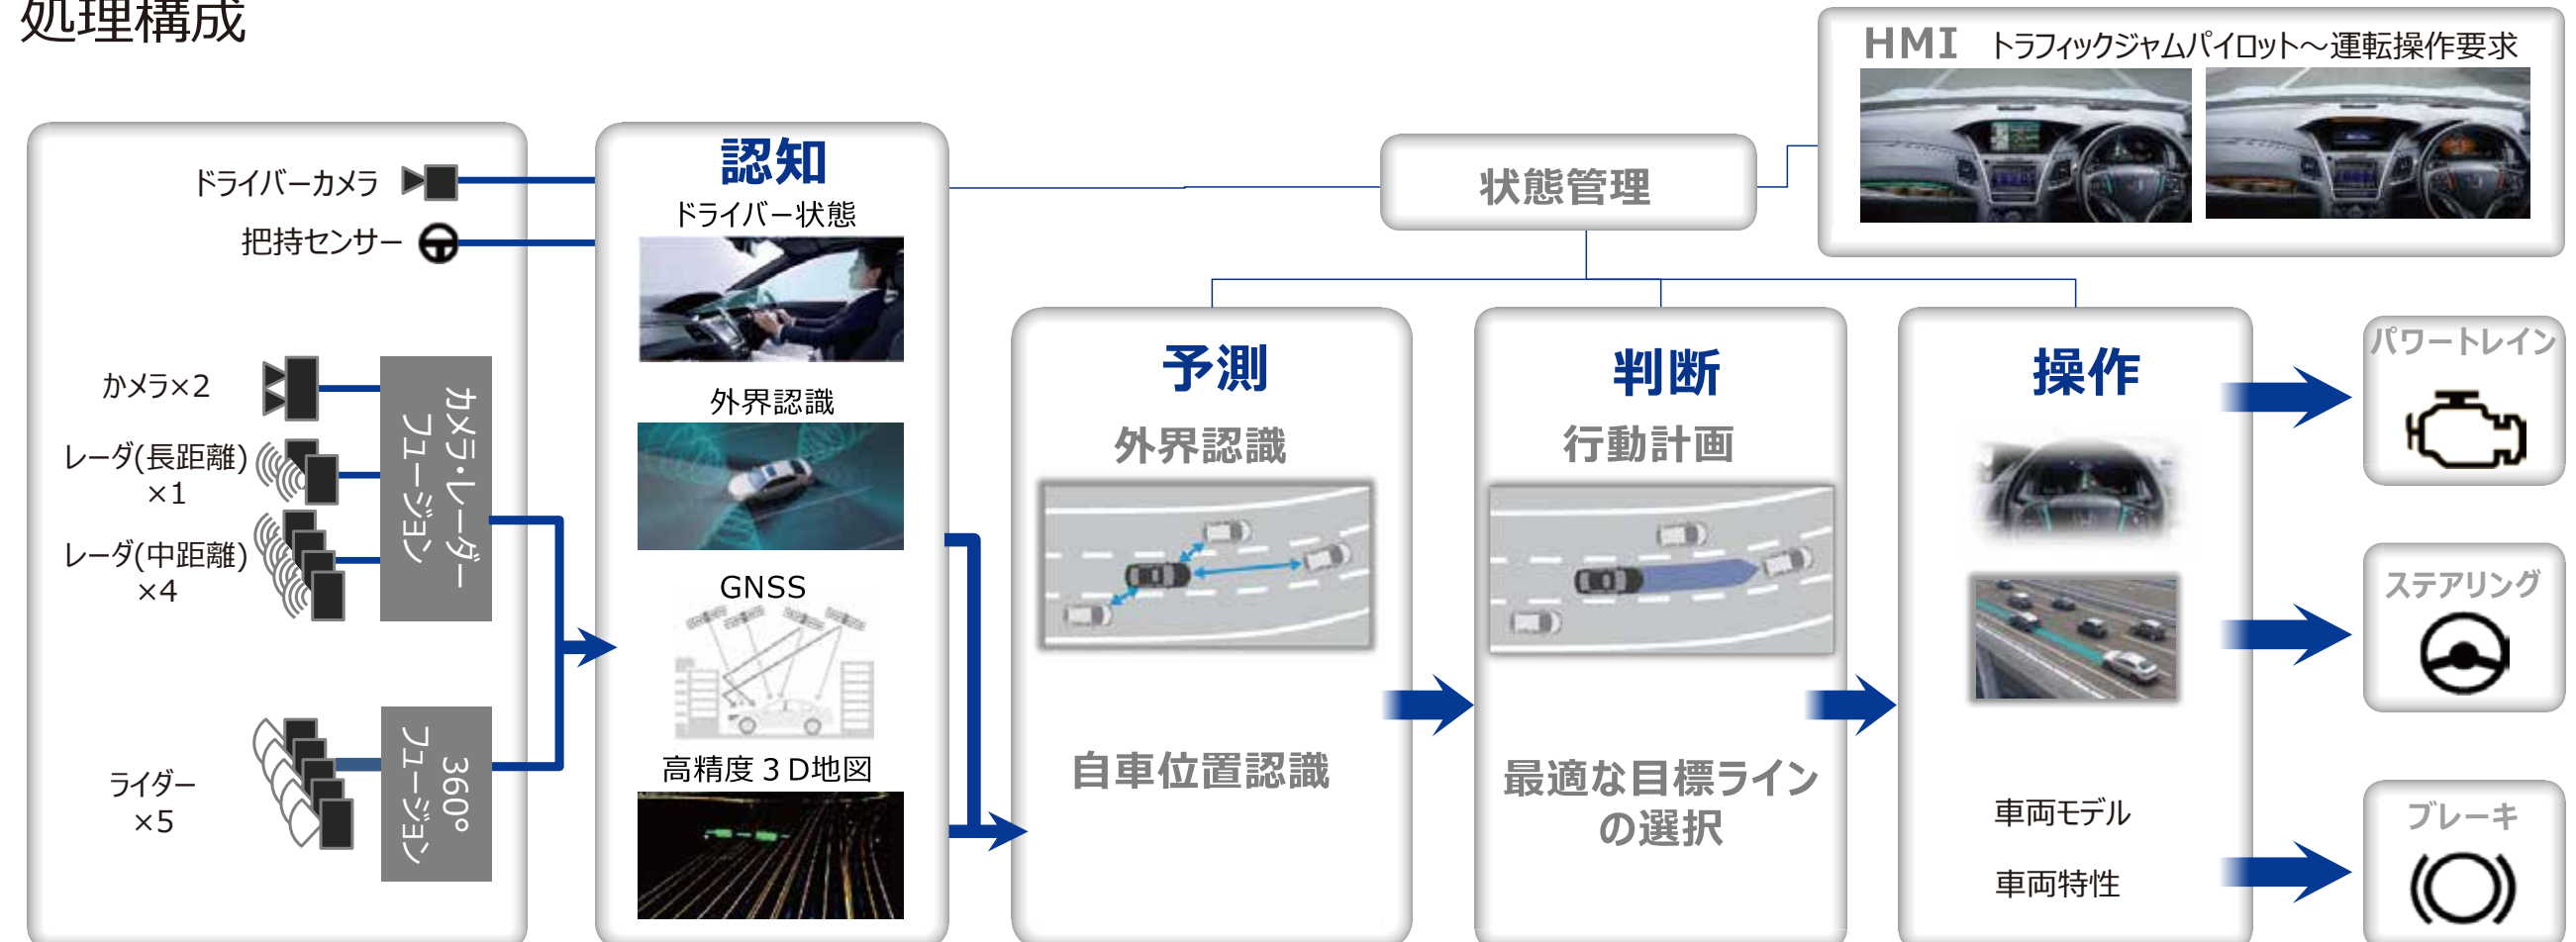 処理構成
HMI トラフィックジャムパイロット～運転操作要求
ドライバーカメラ
把持センサー
かメラ×2
レーダ(長距離)
×1
レーダ(中距離)
×4
カメラ・レーダー
フュージョン
ライダー
×5
360°
フュージョン
認知
ドライバー状態
外界認識
GNSS
高精度３D地図
状態管理
予測
外界認識
自車位置認識
判断
行動計画
最適な目標ライン
の選択
操作
車両モデル
車両特性
パワートレイン
ステアリング
ブレーキ